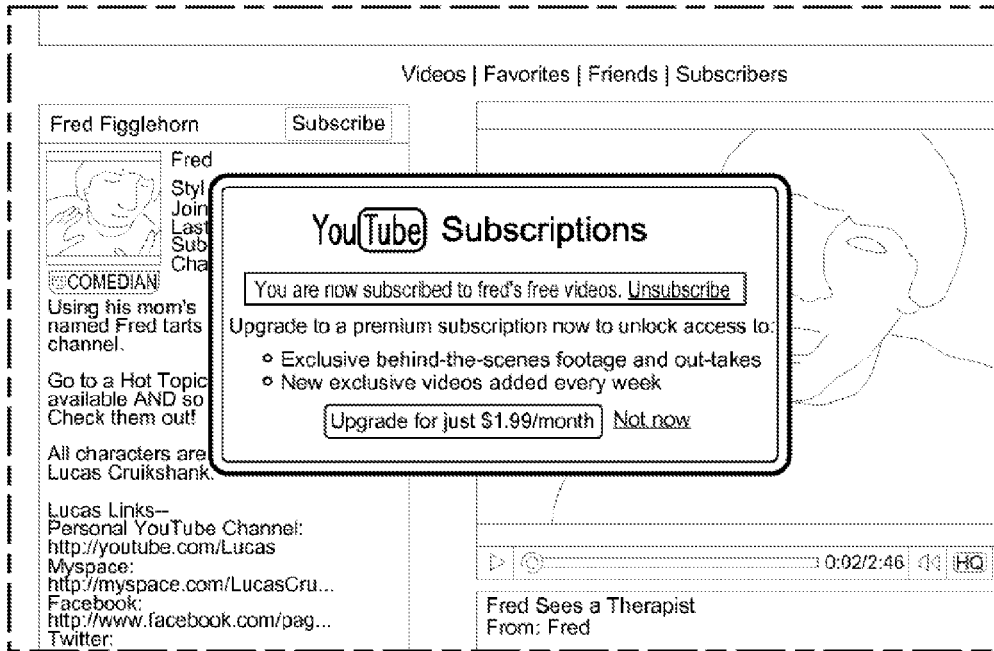 Videos | Favorites | Friends | Subscribers
Fred Figglehorn
Subscribe
Fred
Styl
Join
Last
Sub
Cha
COMEDIAN
Using his mom's
named Fred tarts
channel.
Go to a Hot Topic
available AND so
Check them out!
All characters are
Lucas Cruikshank.
Lucas Links--
Personal YouTube Channel:
http://youtube.com/Lucas
Myspace:
http://myspace.com/LucasCru...
Facebook:
http://www.facebook.com/pag...
Twitter:
YouTube Subscriptions
You are now subscribed to fred's free videos. Unsubscribe
Upgrade to a premium subscription now to unlock access to:
Exclusive behind-the-scenes footage and out-takes
New exclusive videos added every week
Upgrade for just $1.99/month Not now
0:02/2:46 HQ
Fred Sees a Therapist
From: Fred